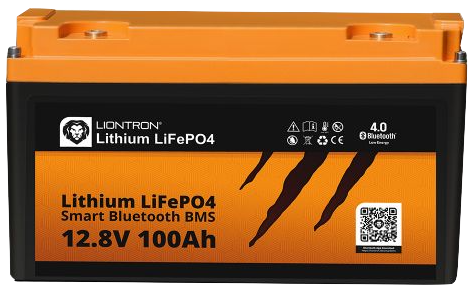 LIONTRON®
Lithium LiFePO4
4.0
Bluetooth®
Low Energy
Lithium LiFePO4
Smart Bluetooth BMS
12.8V 100Ah